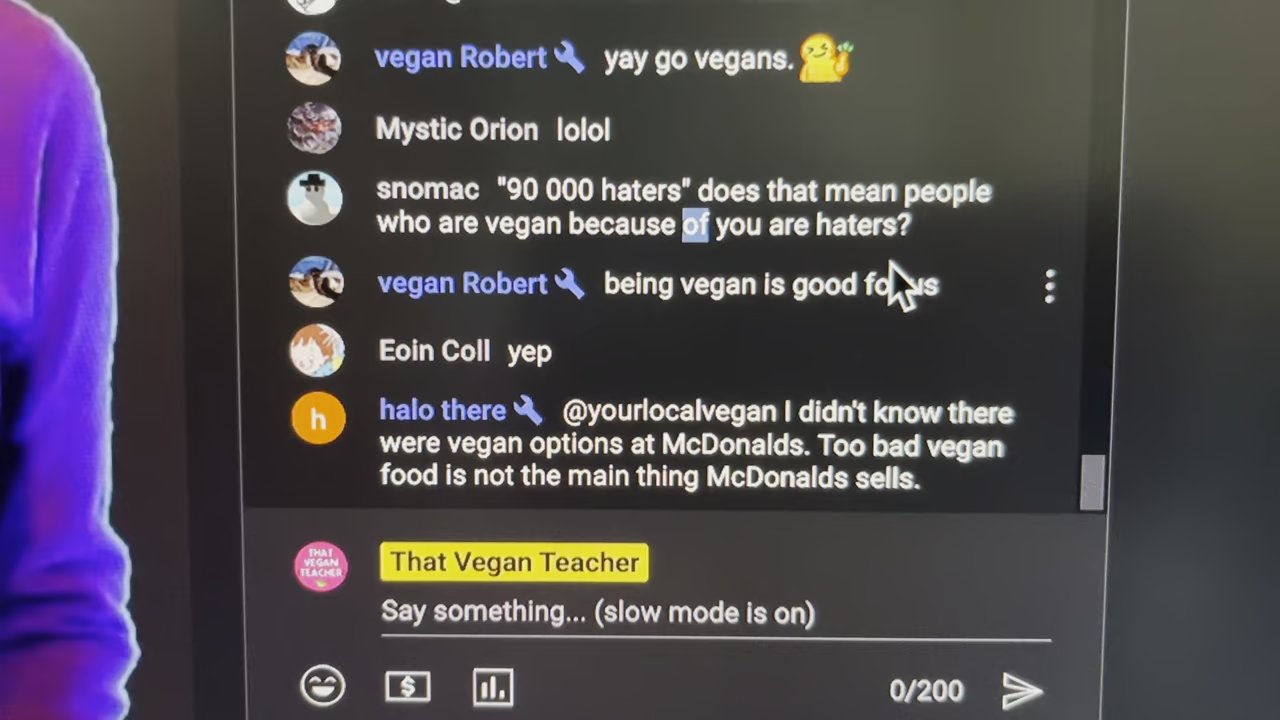 vegan Robert yay go vegans.
Mystic Orion lolol
snomac "90 000 haters" does that mean people
who are vegan because of you are haters?
vegan Robert being vegan is good
Eoin Coll yep
h
halo there @yourlocalvegan I didn't know there
were vegan options at McDonalds. Too bad vegan
food is not the main thing McDonalds sells.
THAT
VEGAN
TEACHER
That Vegan Teacher
Say something... (slow mode is on)
$
0/200